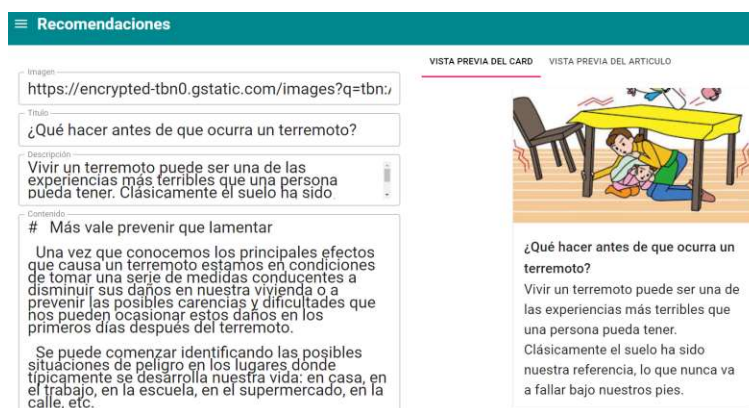 Recomendaciones
Imagen
https://encrypted-tbn0.gstatic.com/images?q=tbn:
Titulo
¿Qué hacer antes de que ocurra un terremoto?
Descripción
Vivir un terremoto puede ser una de las
experiencias más terribles que una persona
pueda tener. Clásicamente el suelo ha sido
Contenido
# Más vale prevenir que lamentar
Una vez que conocemos los principales efectos
que causa un terremoto estamos en condiciones
de tomar una serie de medidas conducentes a
disminuir sus daños en nuestra vivienda o a
prevenir las posibles carencias y dificultades que
nos pueden ocasionar estos daños en los
primeros días después del terremoto.
Se puede comenzar identificando las posibles
situaciones de peligro en los lugares donde
típicamente se desarrolla nuestra vida: en casa, en
el trabajo, en la escuela, en el supermercado, en la
calle, etc.
VISTA PREVIA DEL CARD VISTA PREVIA DEL ARTICULO
¿Qué hacer antes de que ocurra un
terremoto?
Vivir un terremoto puede ser una de
las experiencias más terribles que
una persona pueda tener.
Clásicamente el suelo ha sido
nuestra referencia, lo que nunca va
a fallar bajo nuestros pies.